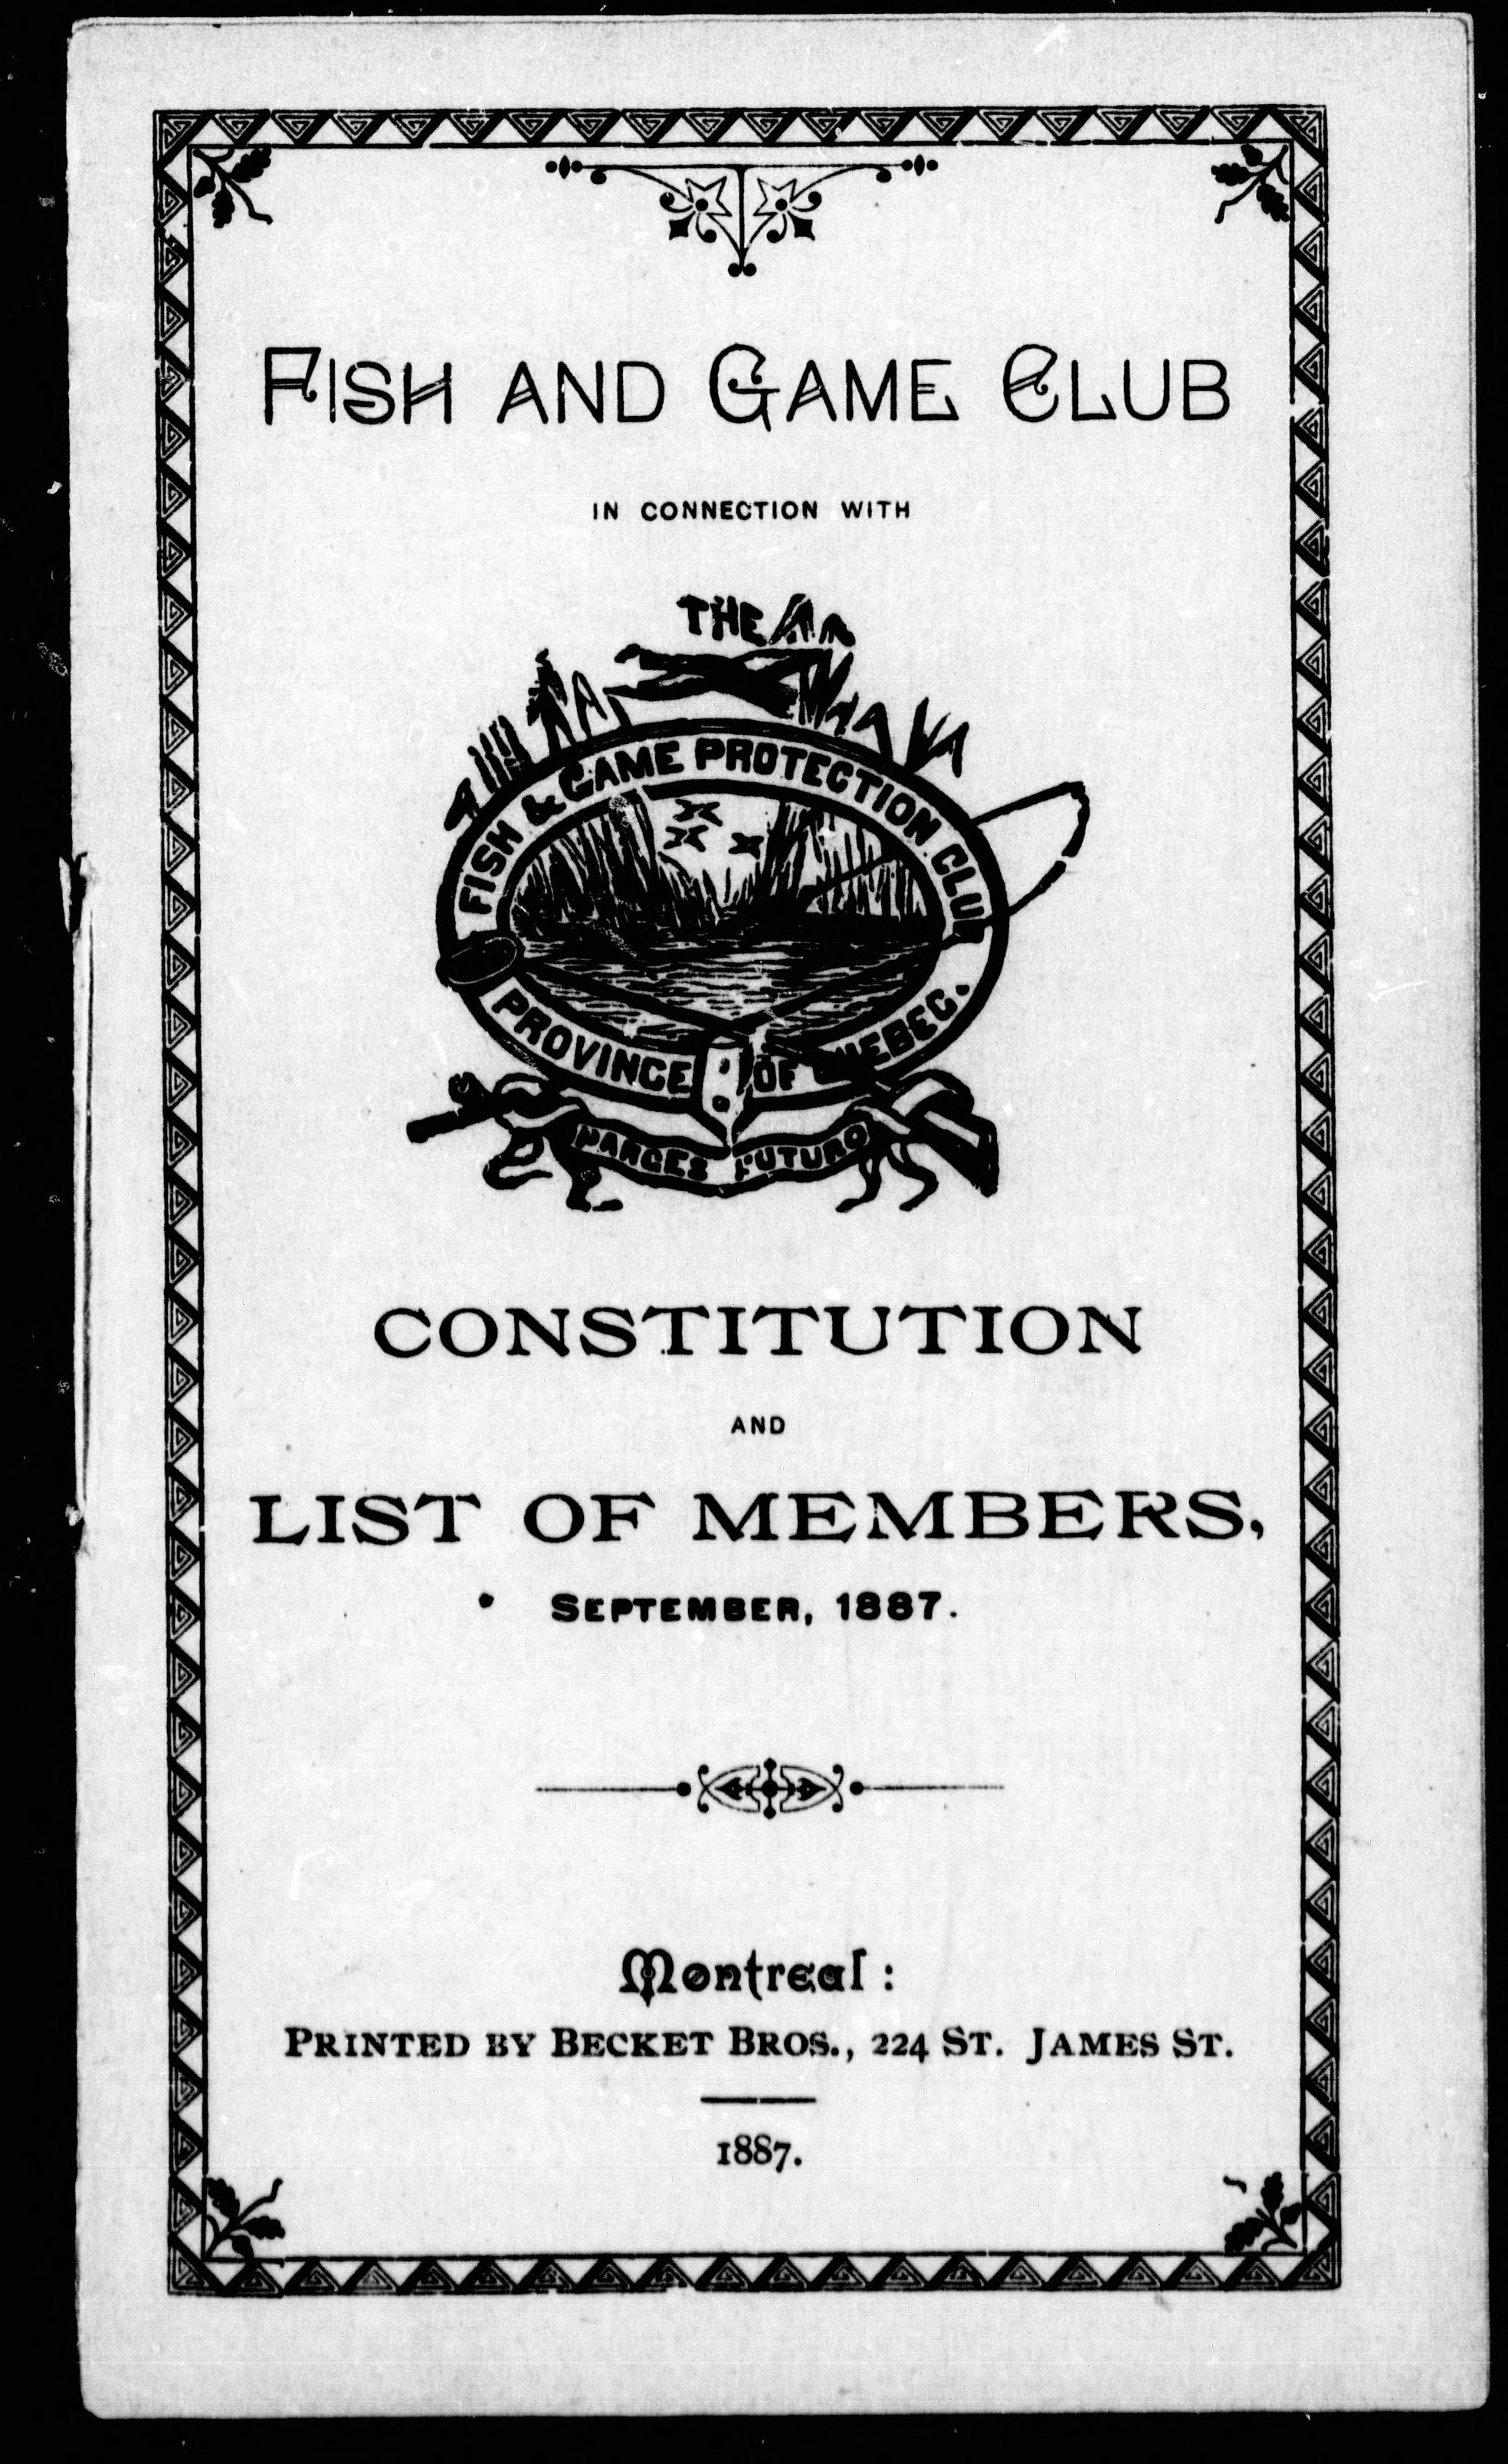 FISH AND GAME CLUB
IN CONNECTION WITH
THE
FISH & GAME PROTECTION CLUB
PROVINCE OF QUEBEC.
PARCES FUTURO
CONSTITUTION
AND
LIST OF MEMBERS,
SEPTEMBER, 1887.
Montreal:
PRINTED BY BECKET BROS., 224 ST. JAMES ST.
1887.